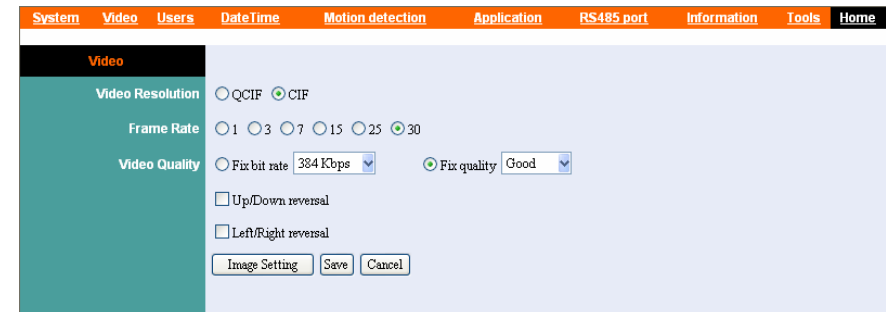 System Video Users DateTime Motion detection Application RS485 port Information Tools Home
Video
Video Resolution QCIF CIF
Frame Rate 1 3 7 15 25 30
Video Quality Fix bit rate 384 Kbps Fix quality Good
Up/Down reversal
Left/Right reversal
Image Setting Save Cancel